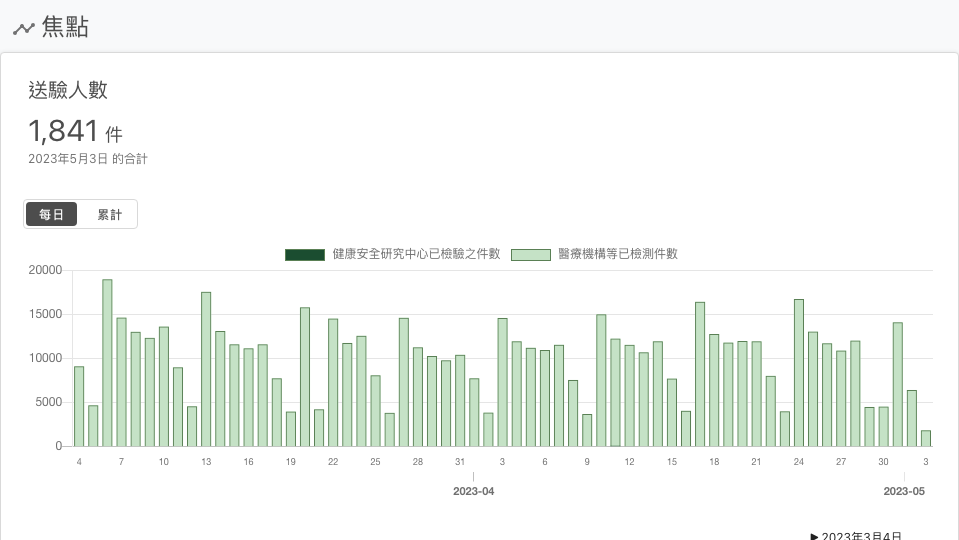 焦點
送驗人數
1,841 件
2023年5月3日 的合計
每日 累計
健康安全研究中心已檢驗之件數 醫療機構等已檢測件數
20000
15000
10000
5000
0
4 7 10 13 16 19 22 25 28 31 3 6 9 12 15 18 21 24 27 30 3
2023-04 2023-05
▶ 2023年3月4日